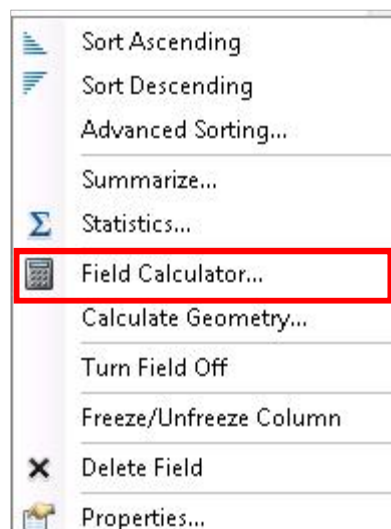 Sort Ascending
Sort Descending
Advanced Sorting...
Summarize...
Statistics...
Field Calculator...
Calculate Geometry...
Turn Field Off
Freeze/Unfreeze Column
Delete Field
Properties...